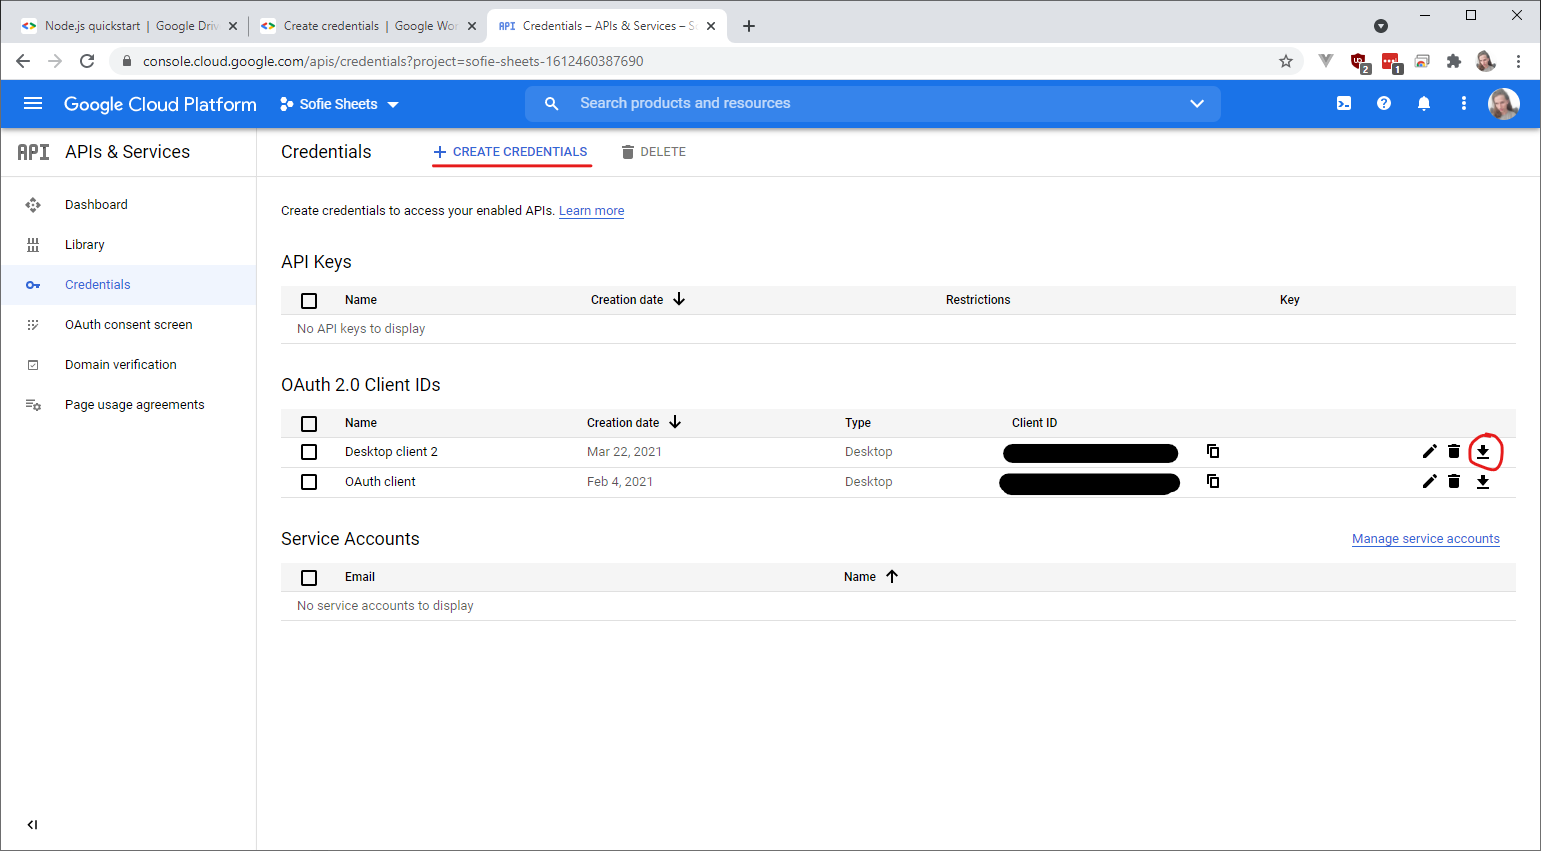 Node.js quickstart | Google Driv
Create credentials | Google Wor
API Credentials – APIs & Services – S
console.cloud.google.com/apis/credentials?project=sofie-sheets-1612460387690
2
1
Google Cloud Platform
Sofie Sheets
Search products and resources
API APIs & Services
Credentials
CREATE CREDENTIALS
DELETE
Dashboard
Library
Credentials
OAuth consent screen
Domain verification
Page usage agreements
Create credentials to access your enabled APIs. Learn more
API Keys
Name Creation date Restrictions Key
No API keys to display
OAuth 2.0 Client IDs
Name Creation date Type Client ID
Desktop client 2 Mar 22, 2021 Desktop
OAuth client Feb 4, 2021 Desktop
Service Accounts
Manage service accounts
Email Name
No service accounts to display